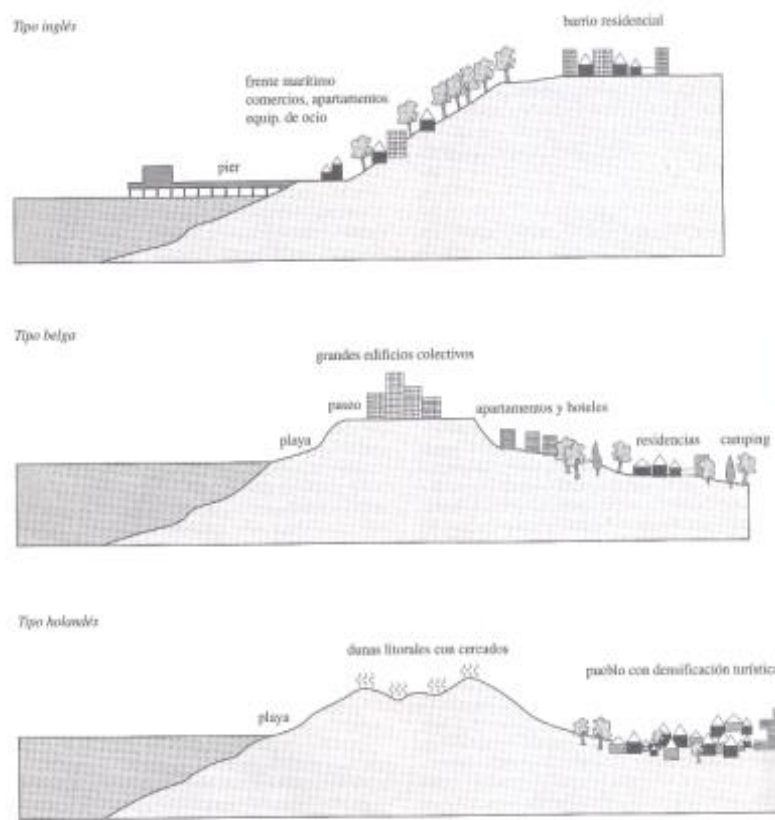 Tipo inglés
barrio residencial
frente marítimo
comercios, apartamentos
equip. de ocio
pier
Tipo belga
grandes edificios colectivos
paseo
apartamentos y hoteles
playa
residencias
camping
Tipo holandés
dunas litorales con cercados
pueblo con densificación turística
playa